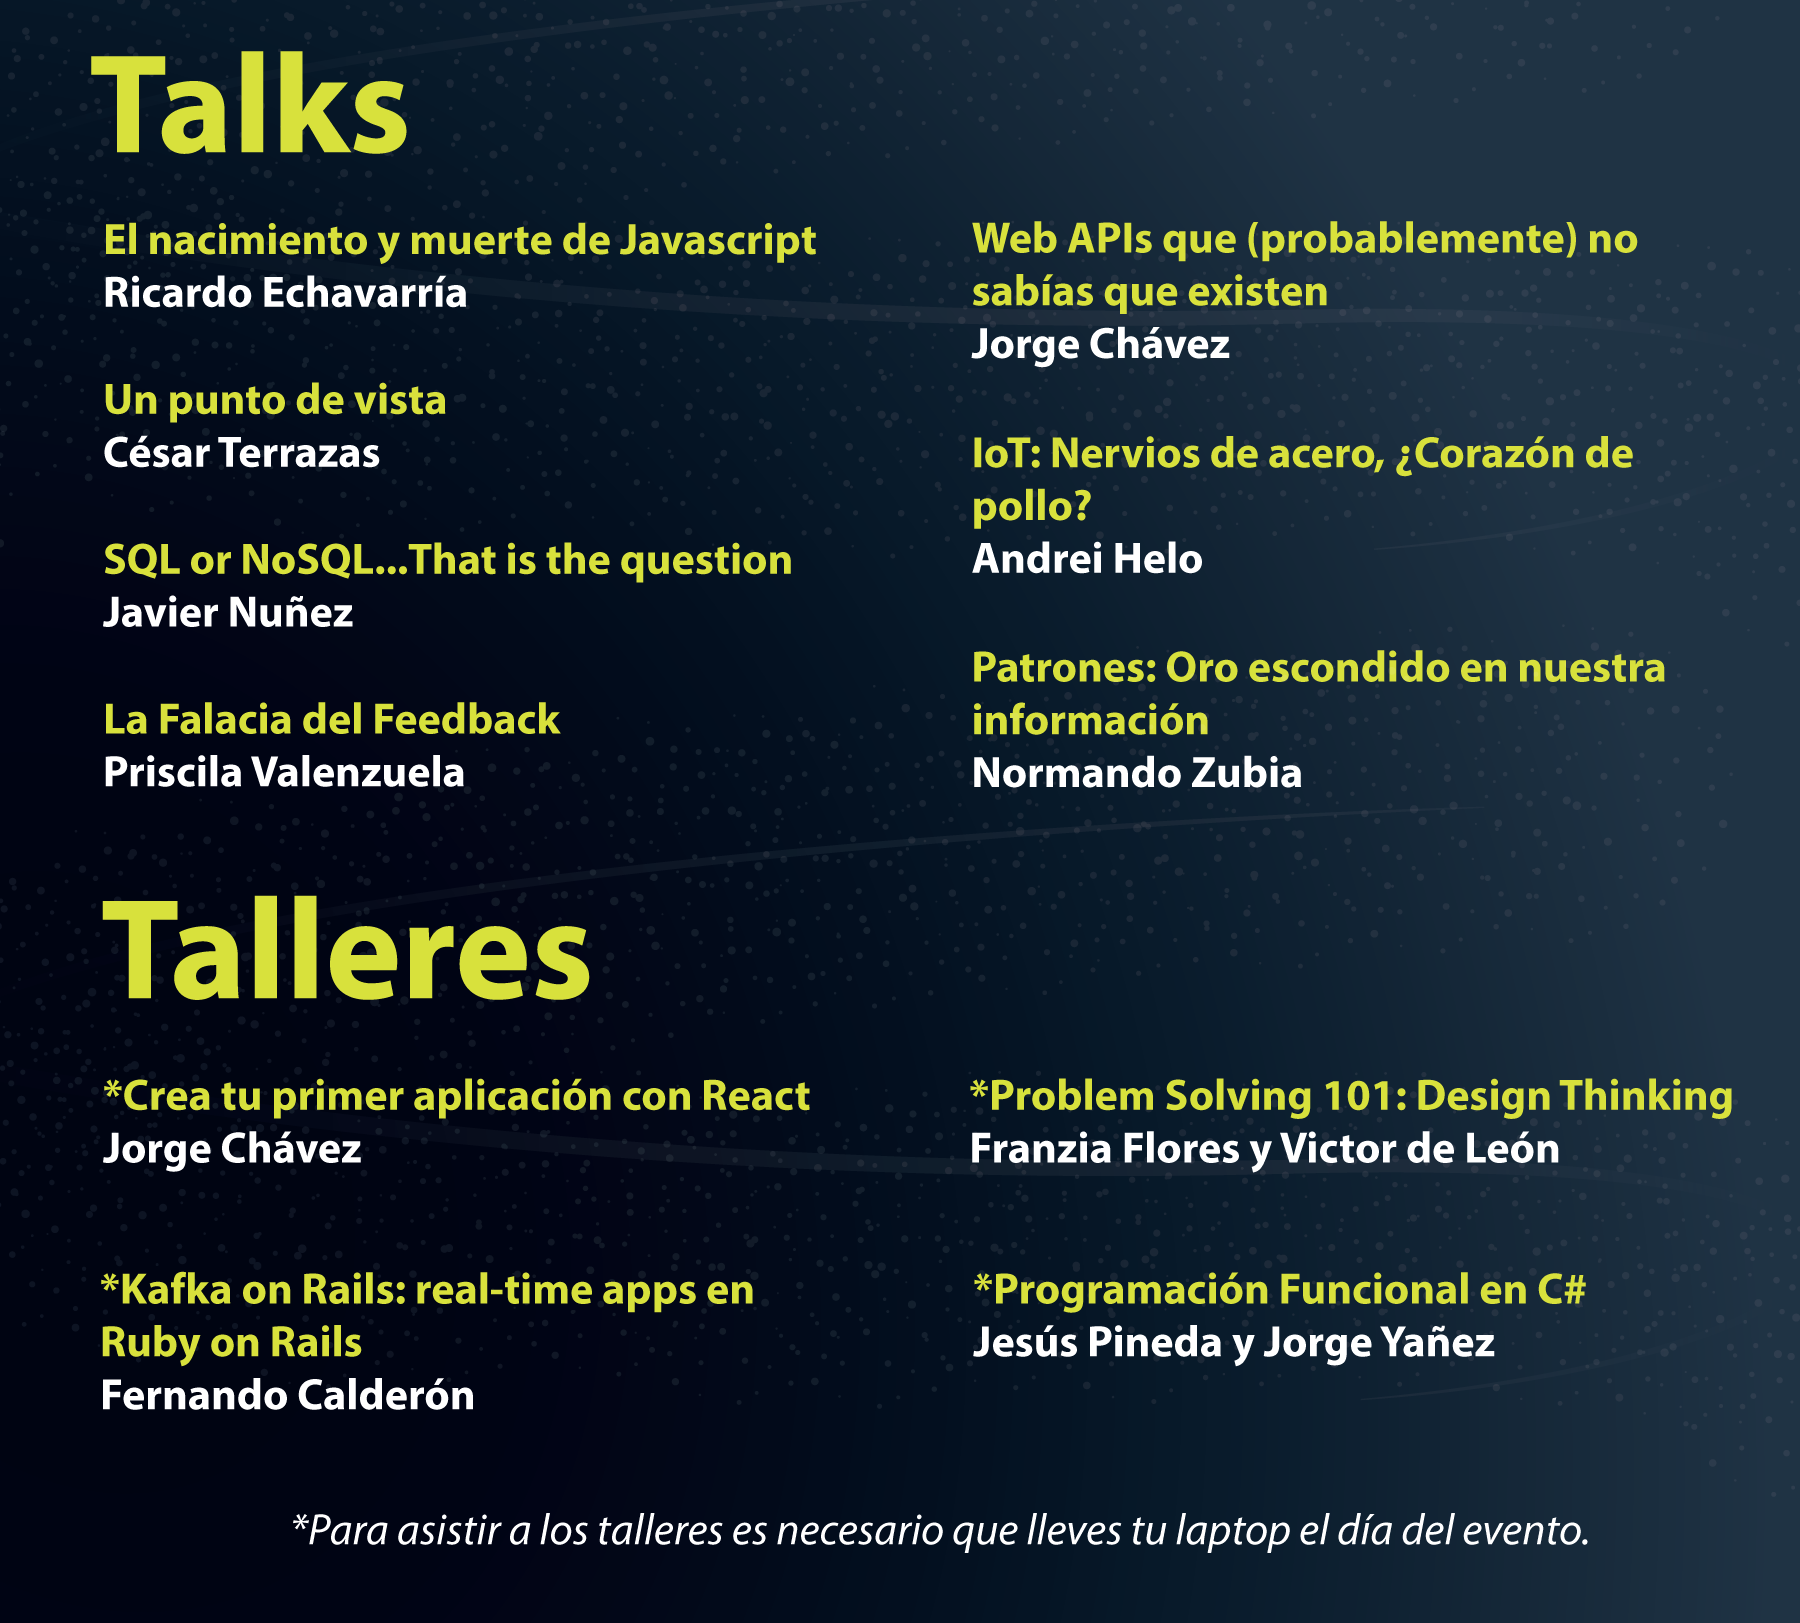 Talks
El nacimiento y muerte de Javascript
Ricardo Echavarría
Un punto de vista
César Terrazas
SQL or NoSQL...That is the question
Javier Nuñez
La Falacia del Feedback
Priscila Valenzuela
Web APIs que (probablemente) no
sabías que existen
Jorge Chávez
IoT: Nervios de acero, ¿Corazón de
pollo?
Andrei Helo
Patrones: Oro escondido en nuestra
información
Normando Zubia
Talleres
*Crea tu primer aplicación con React
Jorge Chávez
*Kafka on Rails: real-time apps en
Ruby on Rails
Fernando Calderón
*Problem Solving 101: Design Thinking
Franzia Flores y Victor de León
*Programación Funcional en C#
Jesús Pineda y Jorge Yañez
*Para asistir a los talleres es necesario que lleves tu laptop el día del evento.